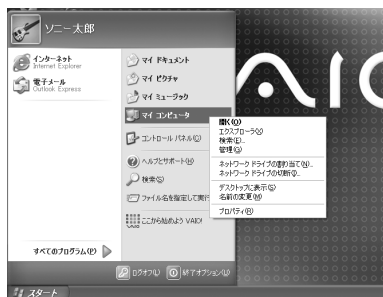 ソニー太郎
インターネット
Internet Explorer
電子メール
Outlook Express
すべてのプログラム(P)
マイ ドキュメント
マイ ピクチャ
マイ ミュージック
マイ コンピュータ
コントロール パネル(C)
ヘルプとサポート(H)
検索(S)
ファイル名を指定して実行
ここから始めよう VAIO!
開く(O)
エクスプローラ(X)
検索(E)...
管理(G)
ネットワーク ドライブの割り当て(N)...
ネットワーク ドライブの切断(I)...
デスクトップに表示(S)
名前の変更(M)
プロパティ(R)
ログオフ(L)
終了オプション(U)
スタート
AIO